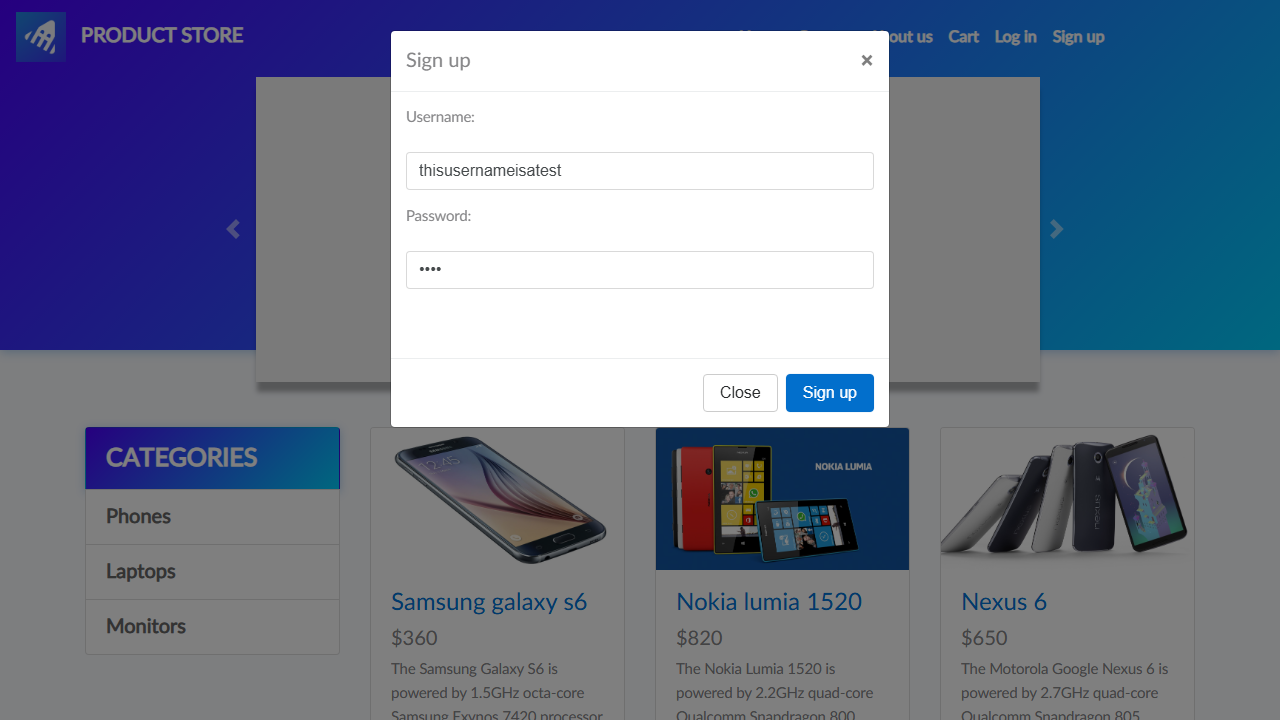 PRODUCT STORE
out us Cart Log in Sign up
Sign up ×
Username:
thisusernameisatest
Password:
••••
Close Sign up
CATEGORIES
Phones
Laptops
Monitors
NOKIA LUMIA
nexus
Samsung galaxy s6
$360
The Samsung Galaxy S6 is
powered by 1.5GHz octa-core
Samsung Exynos 7420 processor
Nokia lumia 1520
$820
The Nokia Lumia 1520 is
powered by 2.2GHz quad-core
Qualcomm Snapdragon 800
Nexus 6
$650
The Motorola Google Nexus 6 is
powered by 2.7GHz quad-core
Qualcomm Snapdragon 805